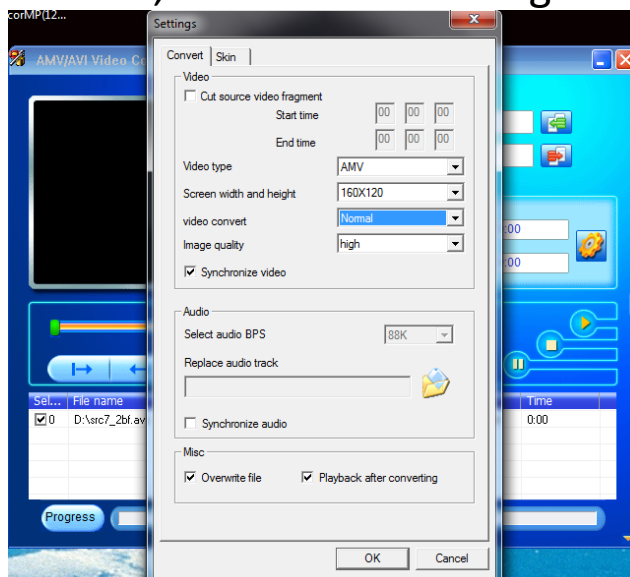 corMP(12...
Settings
AMV/AVI Video Co
Convert
Skin
Video
Cut source video fragment
Start time 00 00 00
End time 00 00 00
Video type AMV
Screen width and height 160X120
video convert Normal
Image quality high
Synchronize video
:00
:00
Audio
Select audio BPS 88K
Replace audio track
Synchronize audio
Sel... File name Time
0 D:\src7_2bf.av 0:00
Misc
Overwrite file Playback after converting
Progress
OK Cancel